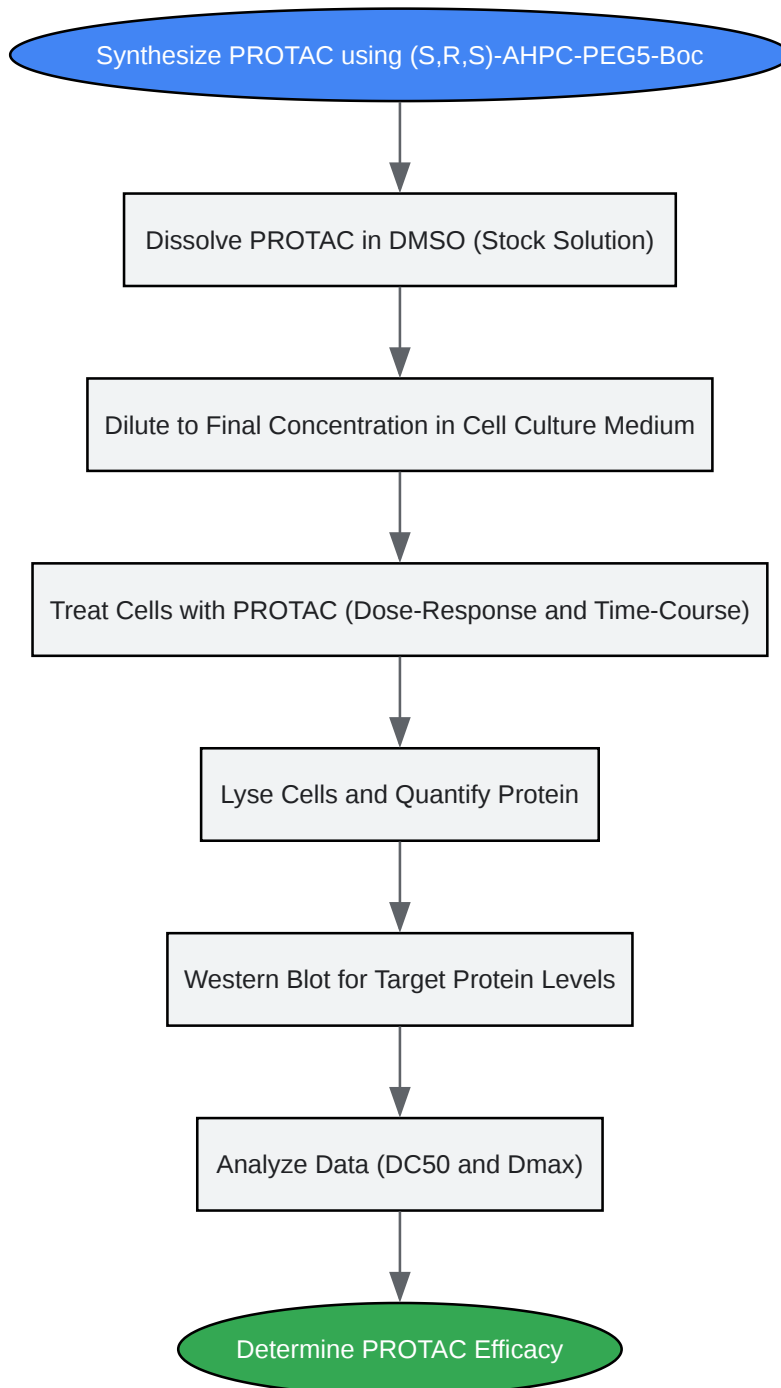 Synthesize PROTAC using (S,R,S)-AHPC-PEG5-Boc
Dissolve PROTAC in DMSO (Stock Solution)
Dilute to Final Concentration in Cell Culture Medium
Treat Cells with PROTAC (Dose-Response and Time-Course)
Lyse Cells and Quantify Protein
Western Blot for Target Protein Levels
Analyze Data (DC50 and Dmax)
Determine PROTAC Efficacy